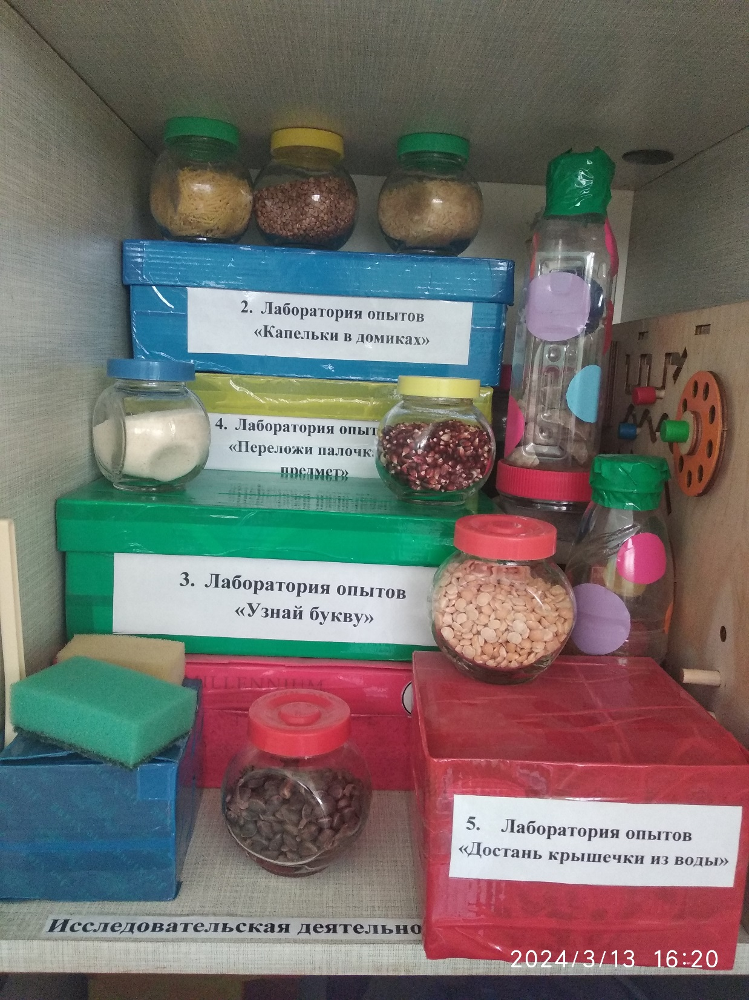 2. Лаборатория опытов
«Капельки в домиках»
4. Лаборатория опыт
«Переложи палочк
предмет»
3. Лаборатория опытов
«Узнай букву»
MILLENNIUM
5. Лаборатория опытов
«Достань крышечки из воды»
Исследовательская деятельно
2024/3/13 16:20